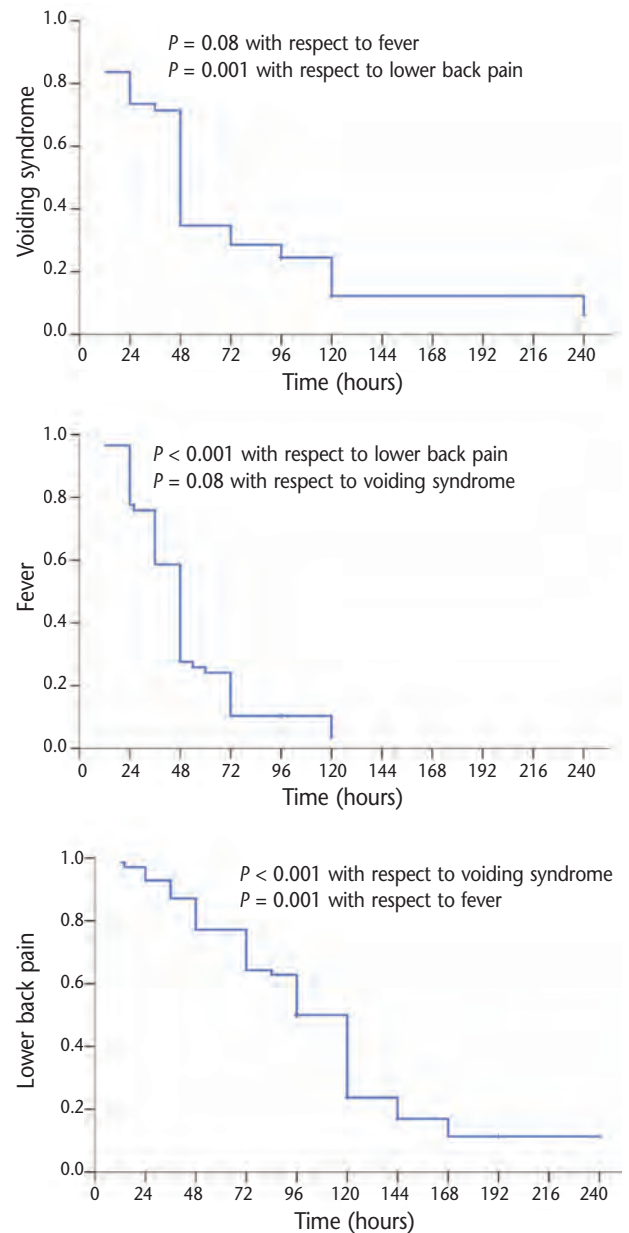 1.0
P = 0.08 with respect to fever
P = 0.001 with respect to lower back pain
0.8
0.6
0.4
0.2
0.0
Voiding syndrome
0 24 48 72 96 120 144 168 192 216 240
Time (hours)
1.0
P < 0.001 with respect to lower back pain
P = 0.08 with respect to voiding syndrome
0.8
0.6
0.4
0.2
0.0
Fever
0 24 48 72 96 120 144 168 192 216 240
Time (hours)
1.0
P < 0.001 with respect to voiding syndrome
P = 0.001 with respect to fever
0.8
0.6
0.4
0.2
0.0
Lower back pain
0 24 48 72 96 120 144 168 192 216 240
Time (hours)